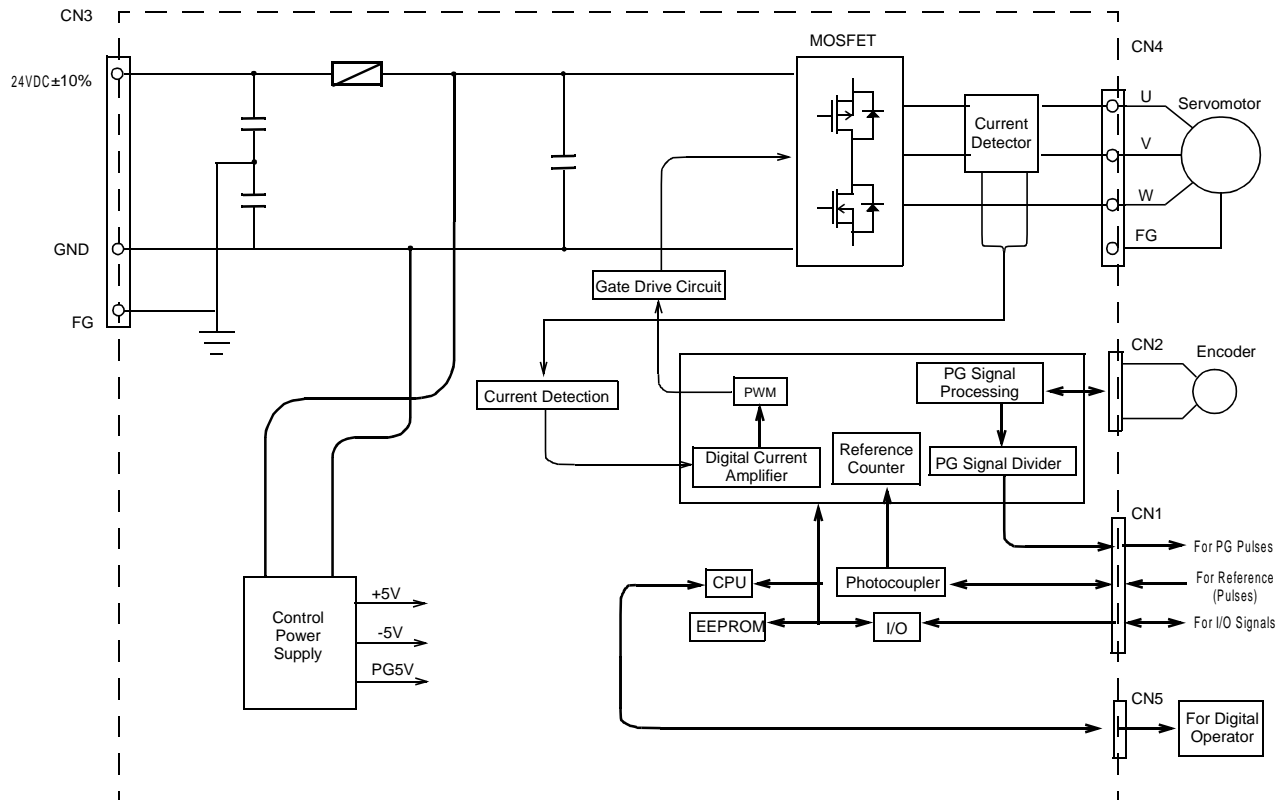 CN3
MOSFET
CN4
24VDC±10%
U
Servomotor
Current
Detector
V
W
GND
FG
Gate Drive Circuit
FG
CN2
Encoder
PG Signal
Processing
Current Detection
PWM
Reference
Counter
Digital Current
Amplifier
PG Signal Divider
CN1
For PG Pulses
CPU
Photocoupler
For Reference
(Pulses)
+5V
Control
Power
Supply
EEPROM
I/O
For I/O Signals
-5V
PG5V
CN5
For Digital
Operator